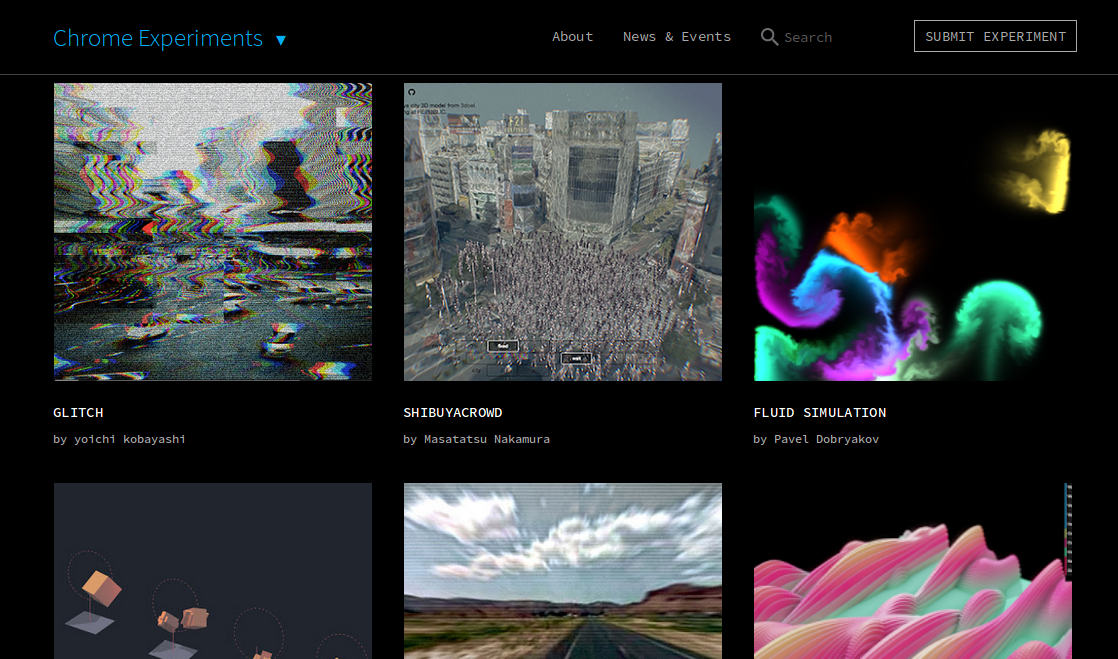 Chrome Experiments ▼
About
News & Events
Search
SUBMIT EXPERIMENT
GLITCH
by yoichi kobayashi
SHIBUYACROWD
by Masatatsu Nakamura
FLUID SIMULATION
by Pavel Dobryakov